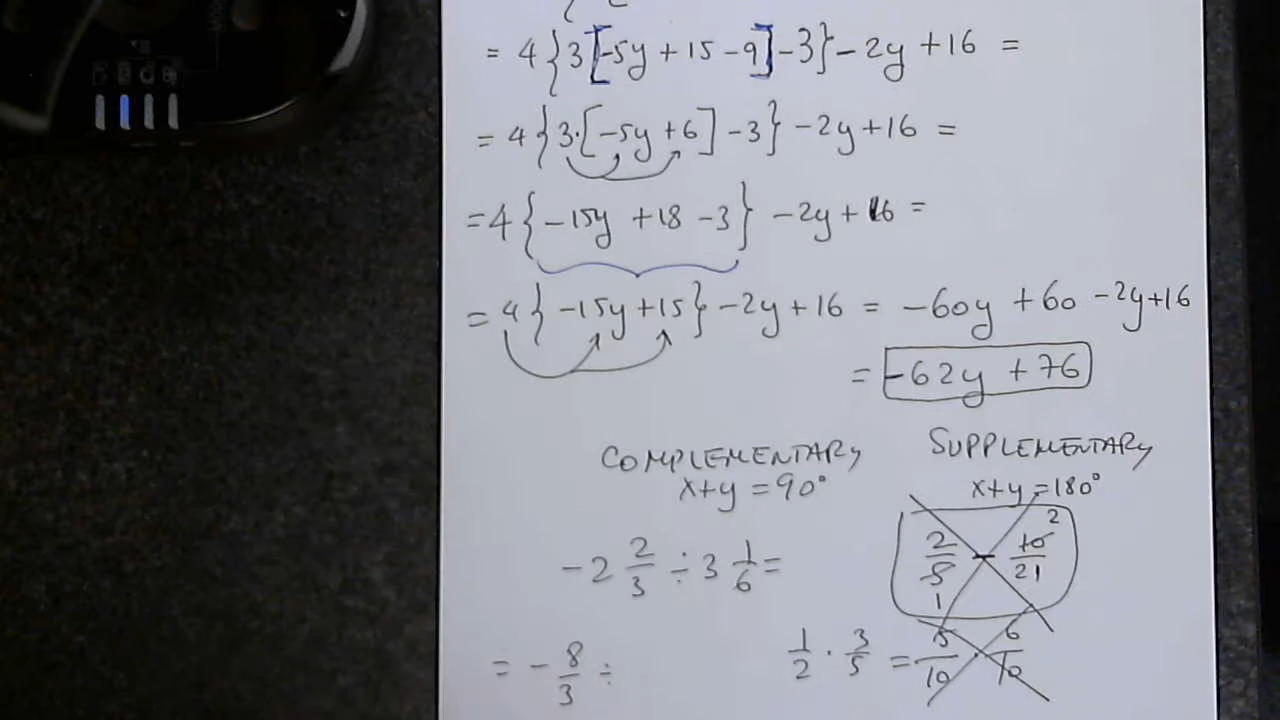 = 4{3[-5y + 15 - 9] - 3} - 2y + 16 =
= 4{3·[-5y + 6] - 3} - 2y + 16 =
= 4{-15y + 18 - 3} - 2y + 16 =
= 4{-15y + 15} - 2y + 16 = -60y + 60 - 2y + 16
= -62y + 76
COMPLEMENTARY
x+y = 90°
SUPPLEMENTARY
x+y = 180°
-2 2/3 ÷ 3 1/6 =
2/5 - 10/21
2
1
= - 8/3 ÷
1/2 · 3/5 = 5/10 · 6/10